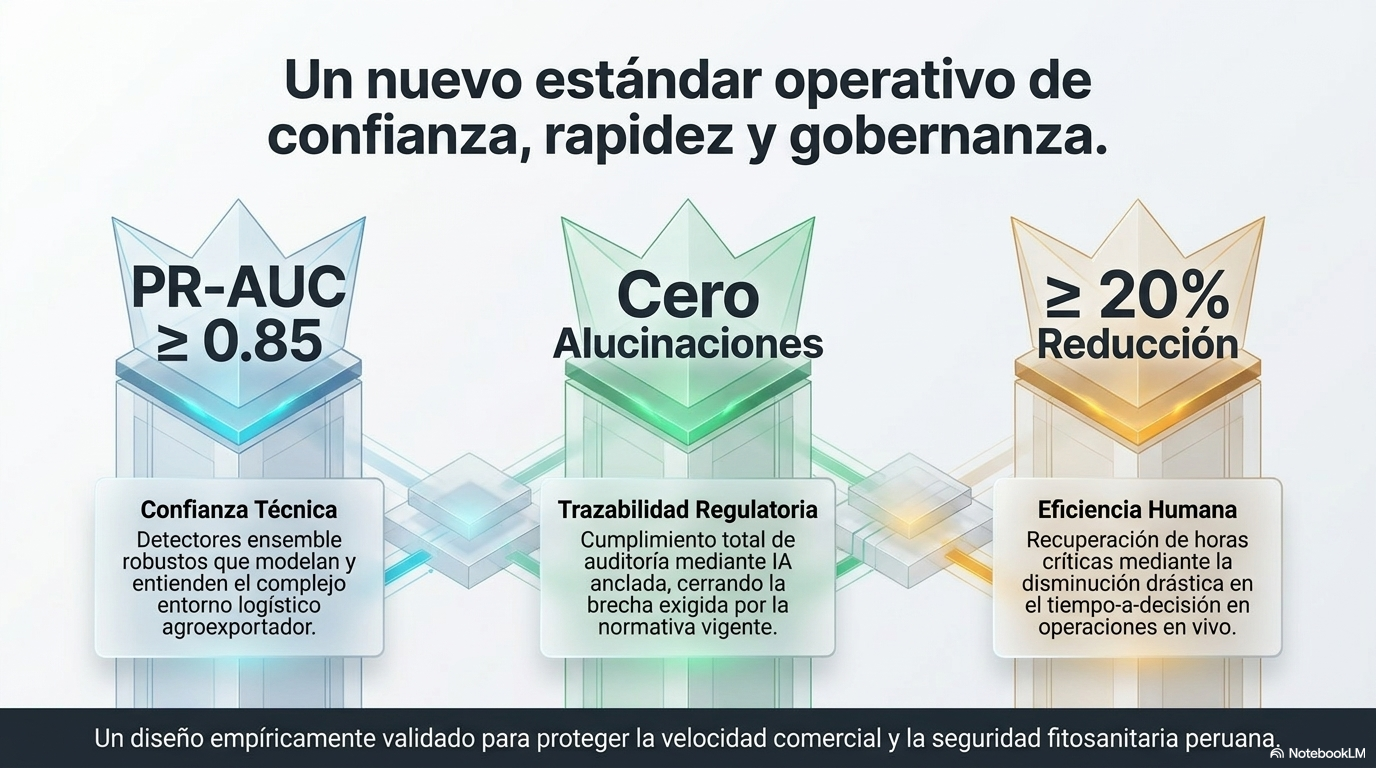 Un nuevo estándar operativo de
confianza, rapidez y gobernanza.
PR-AUC
≥ 0.85
Cero
Alucinaciones
≥ 20%
Reducción
Confianza Técnica
Detectores ensemble
robustos que modelan y
entienden el complejo
entorno logístico
agroexportador.
Trazabilidad Regulatoria
Cumplimiento total de
auditoría mediante IA
anclada, cerrando la
brecha exigida por la
normativa vigente.
Eficiencia Humana
Recuperación de horas
críticas mediante la
disminución drástica en
el tiempo-a-decisión en
operaciones en vivo.
Un diseño empíricamente validado para proteger la velocidad comercial y la seguridad fitosanitaria peruana.
NotebookLM